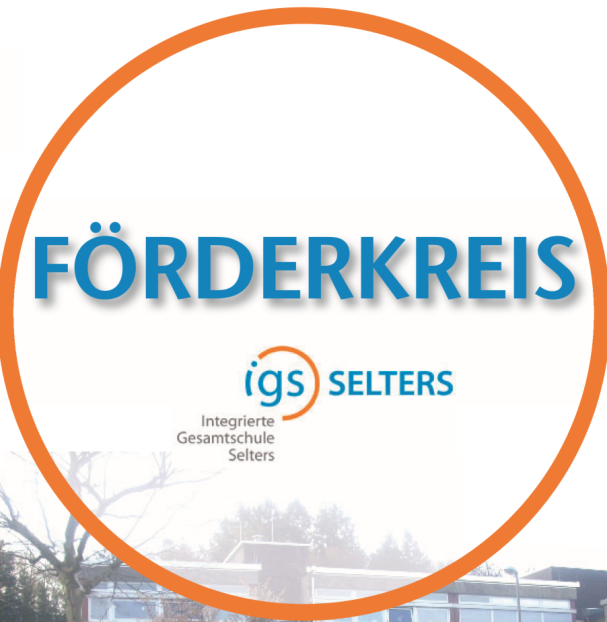 FÖRDERKREIS
igs SELTERS
Integrierte
Gesamtschule
Selters